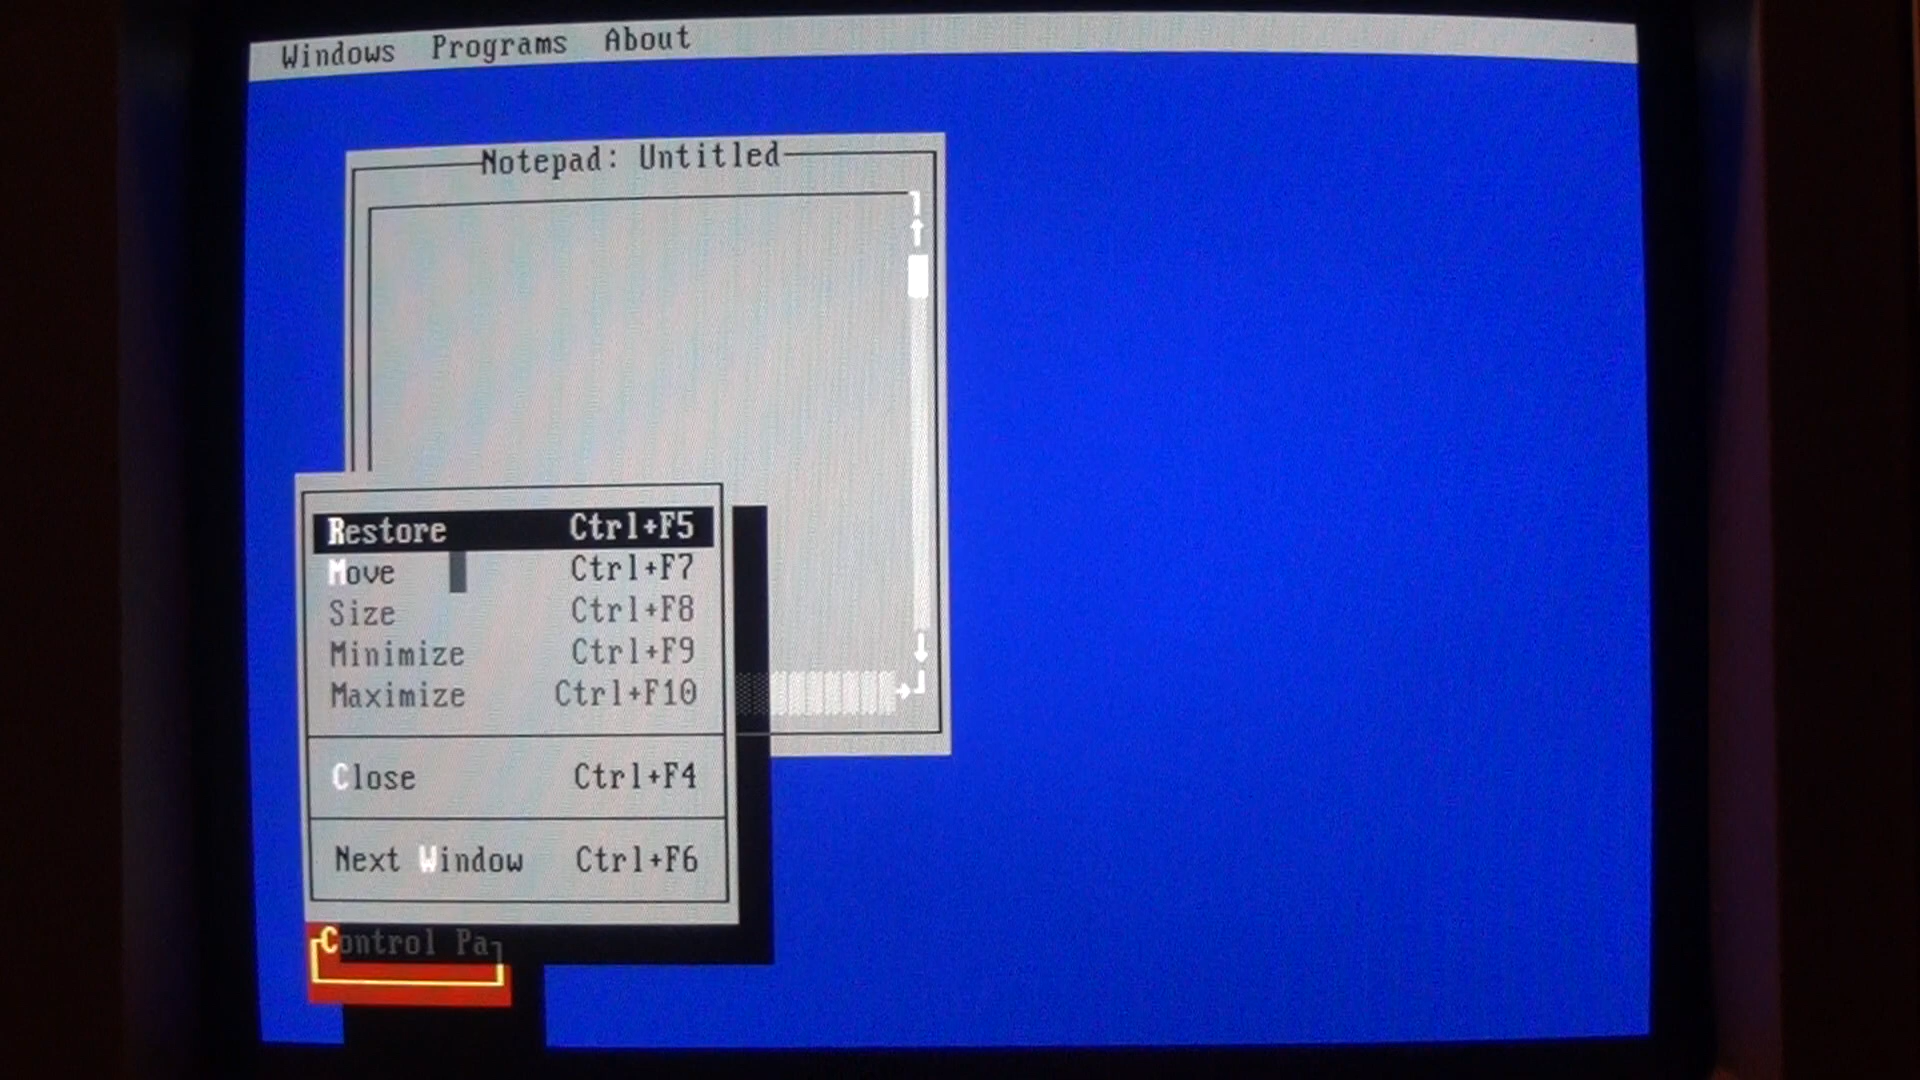 Windows Programs About
Notepad: Untitled
Restore Ctrl+F5
Move Ctrl+F7
Size Ctrl+F8
Minimize Ctrl+F9
Maximize Ctrl+F10
Close Ctrl+F4
Next Window Ctrl+F6
Control Pa